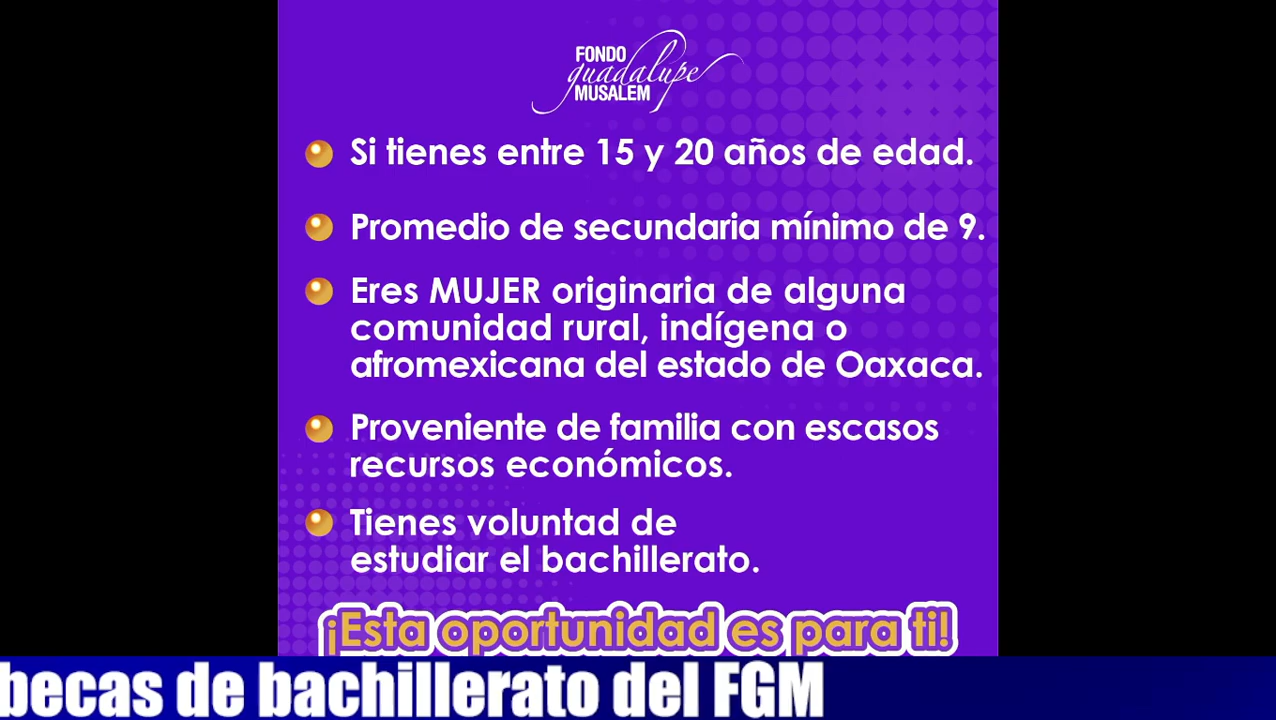 FONDO
guadalupe
MUSALEM
Si tienes entre 15 y 20 años de edad.
Promedio de secundaria mínimo de 9.
Eres MUJER originaria de alguna
comunidad rural, indígena o
afromexicana del estado de Oaxaca.
Proveniente de familia con escasos
recursos económicos.
Tienes voluntad de
estudiar el bachillerato.
¡Esta oportunidad es para ti!
becas de bachillerato del FGM